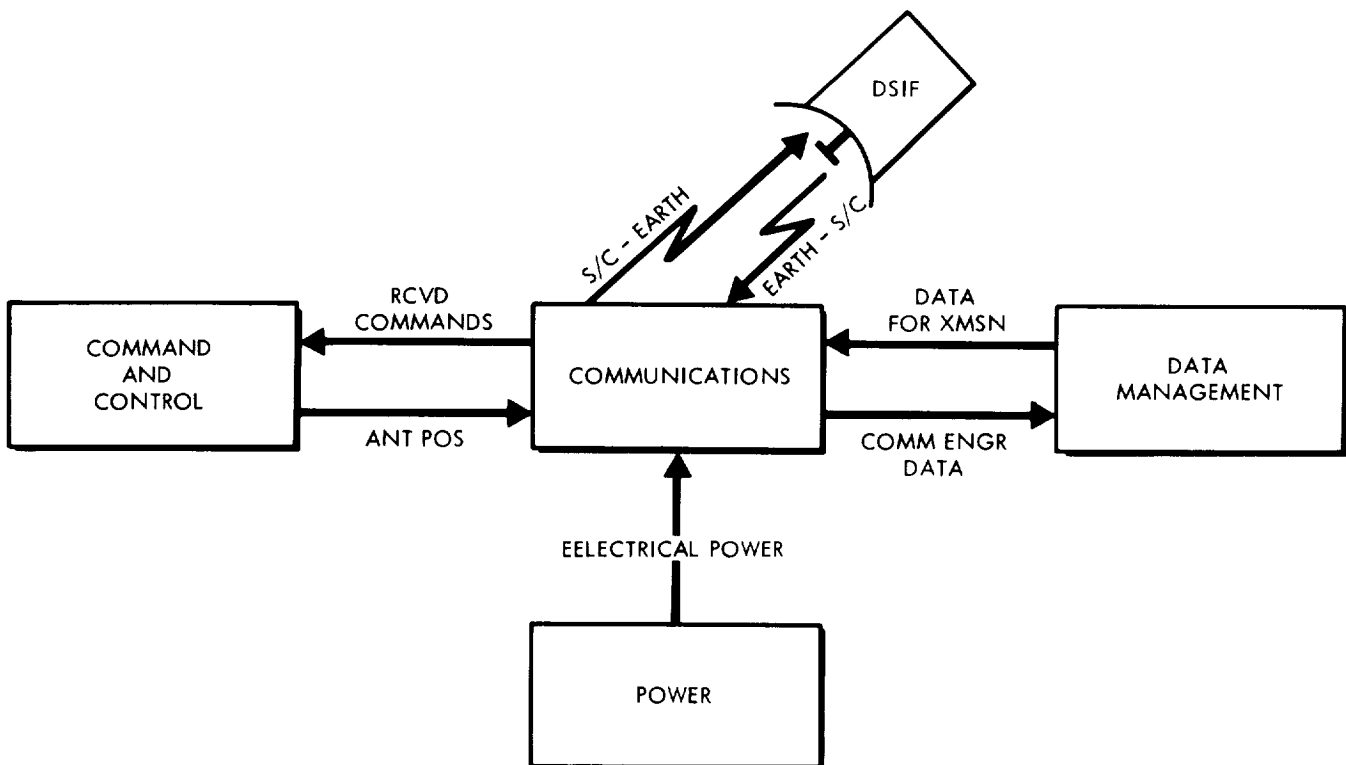 DSIF
S/C - EARTH
EARTH - S/C
RCVD
COMMANDS
DATA
FOR XMSN
COMMAND
AND
CONTROL
COMMUNICATIONS
DATA
MANAGEMENT
ANT POS
COMM ENGR
DATA
EELECTRICAL POWER
POWER